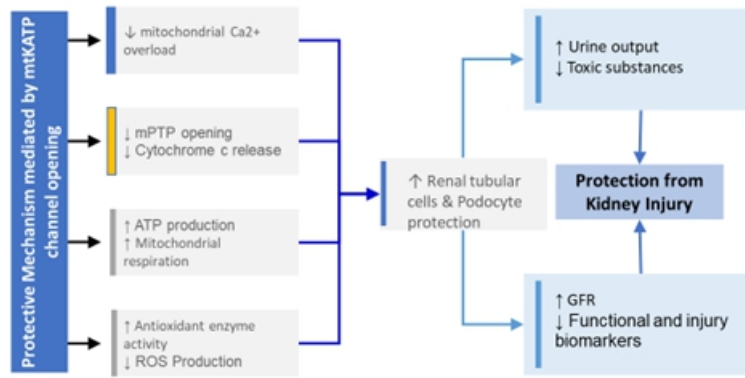 Protective Mechanism mediated by mtKATP
channel opening
↓ mitochondrial Ca2+
overload
↓ mPTP opening
↓ Cytochrome c release
↑ ATP production
↑ Mitochondrial
respiration
↑ Antioxidant enzyme
activity
↓ ROS Production
↑ Renal tubular
cells & Podocyte
protection
↑ Urine output
↓ Toxic substances
Protection from
Kidney Injury
↑ GFR
↓ Functional and injury
biomarkers